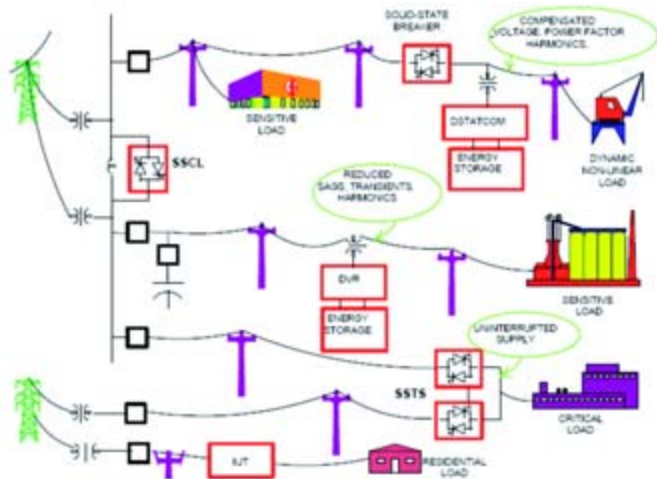 SOLID-STATE
BREAKER
COMPENSATED
VOLTAGE, POWER FACTOR
HARMONICS.
SENSITIVE
LOAD
DSTATCOM
ENERGY
STORAGE
DYNAMIC
NON-LINEAR
LOAD
SSCL
REDUCED
SAGS, TRANSIENTS
HARMONICS
DVR
ENERGY
STORAGE
SENSITIVE
LOAD
UNINTERRUPTED
SUPPLY
SSTS
CRITICAL
LOAD
RESIDENTIAL
LOAD